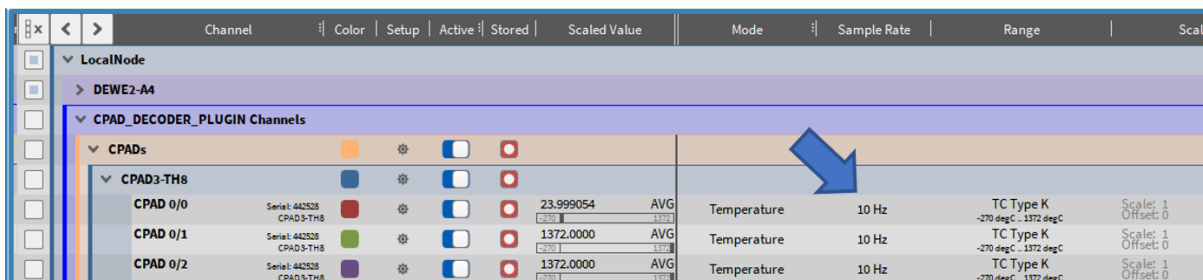 Channel Color Setup Active Stored Scaled Value Mode Sample Rate Range Scal
LocalNode
DEWE2-A4
CPAD_DECODER_PLUGIN Channels
CPADs
CPAD3-TH8
CPAD 0/0 Serial: 442528 23.999054 AVG Temperature 10 Hz TC Type K Scale: 1
CPAD3-TH8 -270 1372 -270 degC .. 1372 degC Offset: 0
CPAD 0/1 Serial: 442528 1372.0000 AVG Temperature 10 Hz TC Type K Scale: 1
CPAD3-TH8 -270 1372 -270 degC .. 1372 degC Offset: 0
CPAD 0/2 Serial: 442528 1372.0000 AVG Temperature 10 Hz TC Type K Scale: 1
CPAD3-TH8 -270 1372 -270 degC .. 1372 degC Offset: 0